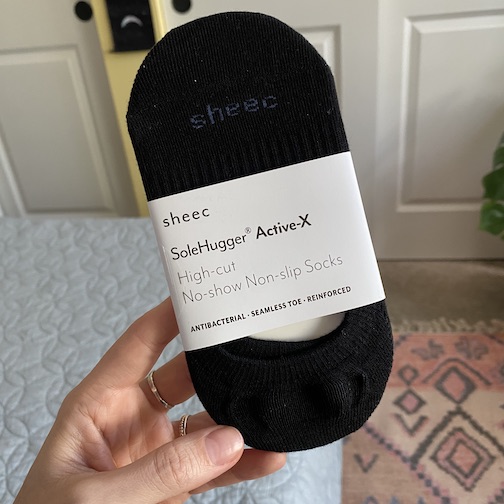 sheec
sheec
SoleHugger® Active-X
High-cut
No-show Non-slip Socks
ANTIBACTERIAL · SEAMLESS TOE · REINFORCED